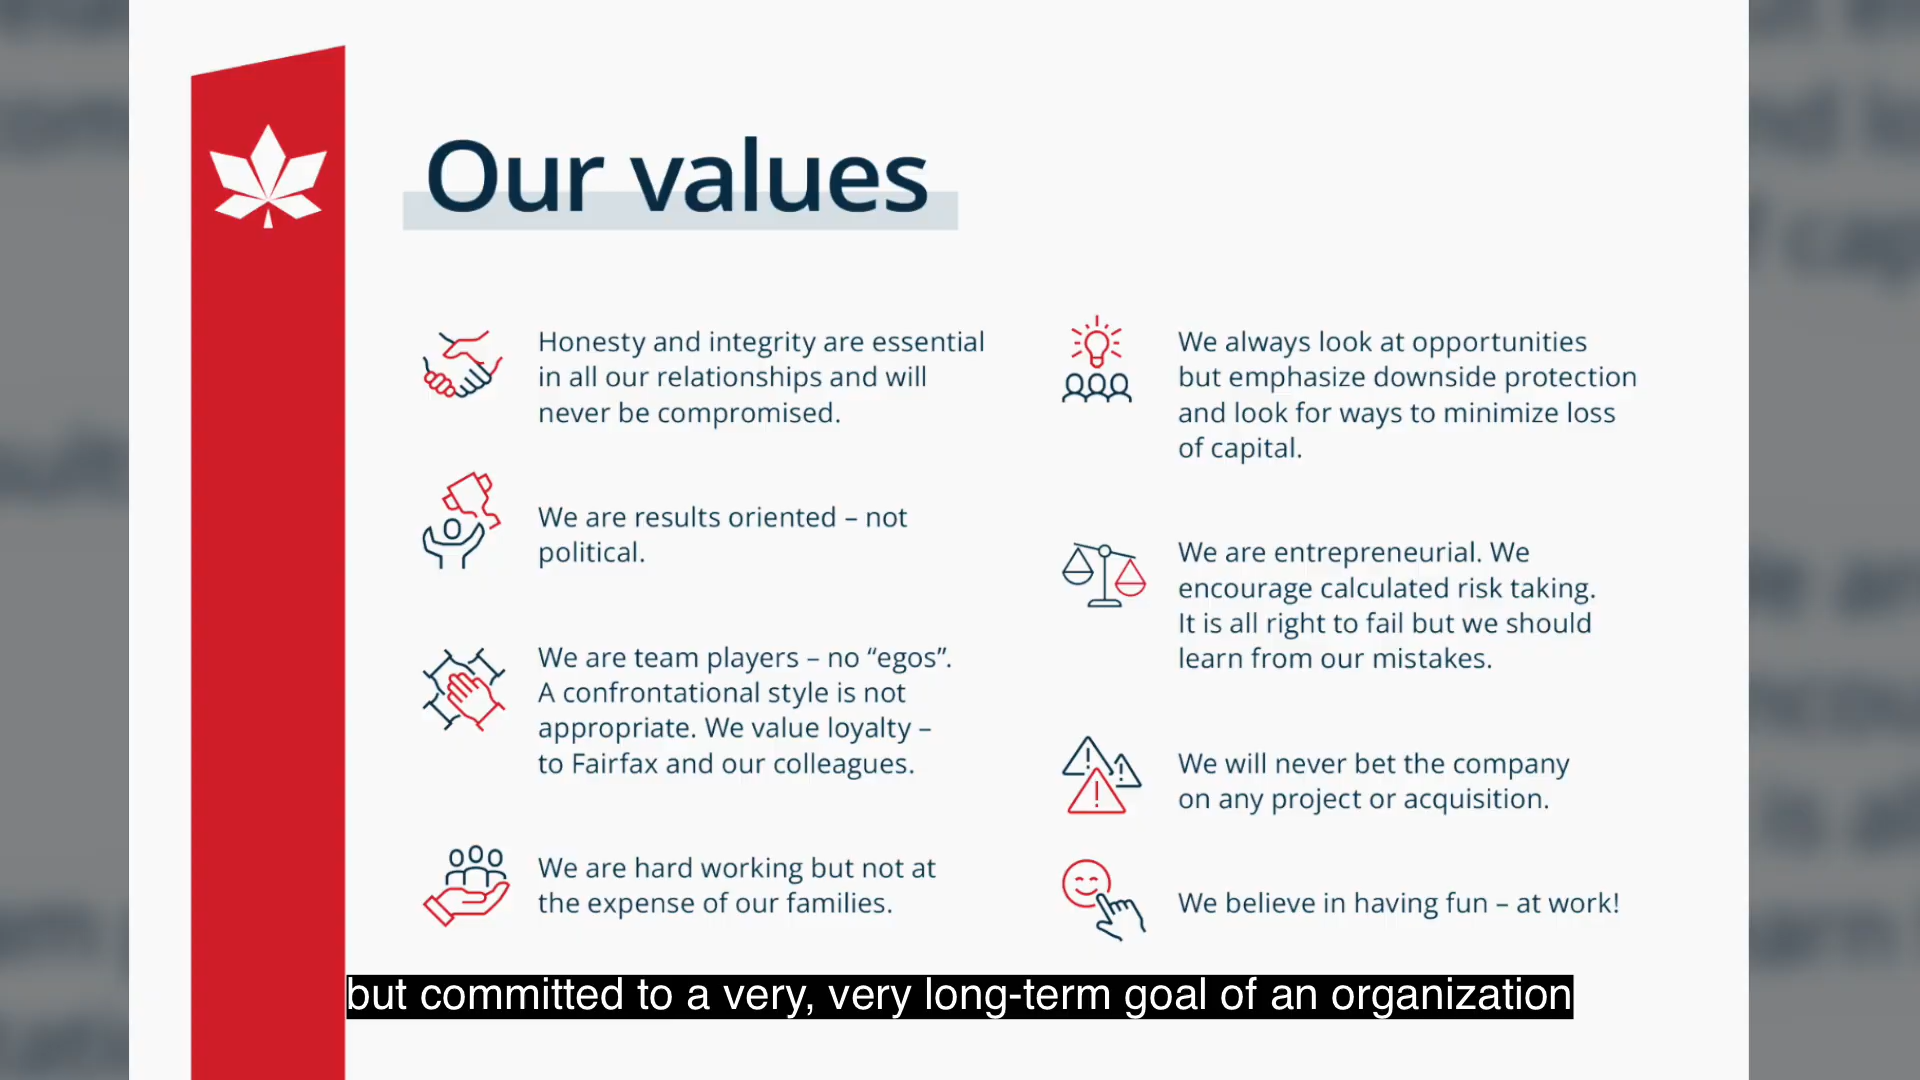 Our values
Honesty and integrity are essential
in all our relationships and will
never be compromised.
We are results oriented – not
political.
We are team players – no “egos”.
A confrontational style is not
appropriate. We value loyalty –
to Fairfax and our colleagues.
We are hard working but not at
the expense of our families.
We always look at opportunities
but emphasize downside protection
and look for ways to minimize loss
of capital.
We are entrepreneurial. We
encourage calculated risk taking.
It is all right to fail but we should
learn from our mistakes.
We will never bet the company
on any project or acquisition.
We believe in having fun – at work!
but committed to a very, very long-term goal of an organization